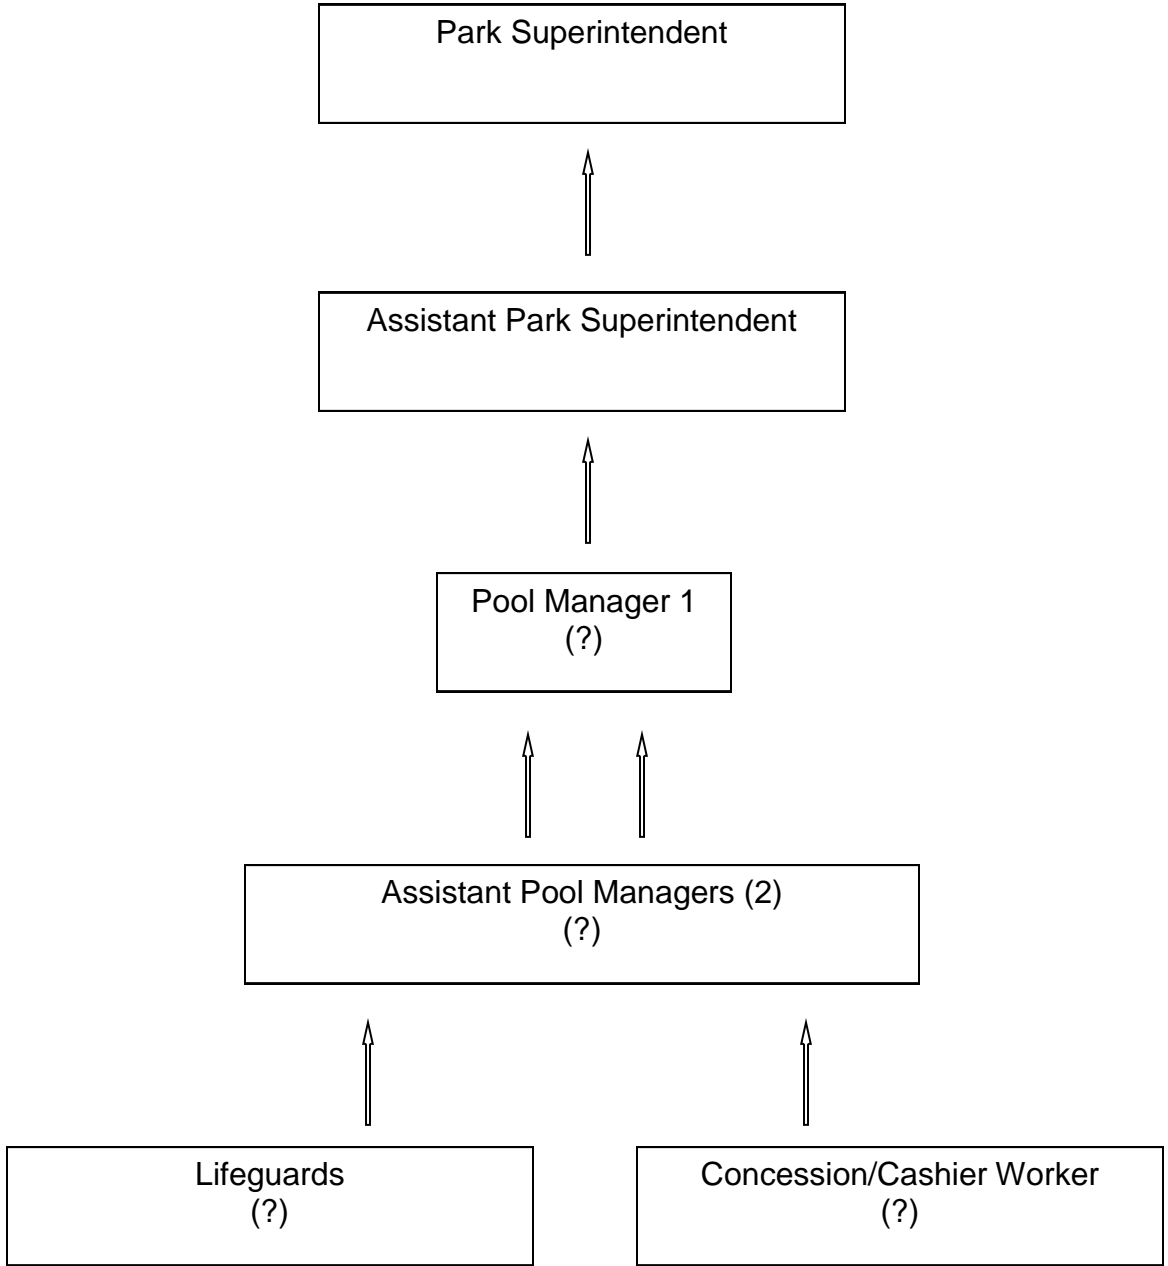 Park Superintendent
Assistant Park Superintendent
Pool Manager 1
(?)
Assistant Pool Managers (2)
(?)
Lifeguards
(?)
Concession/Cashier Worker
(?)